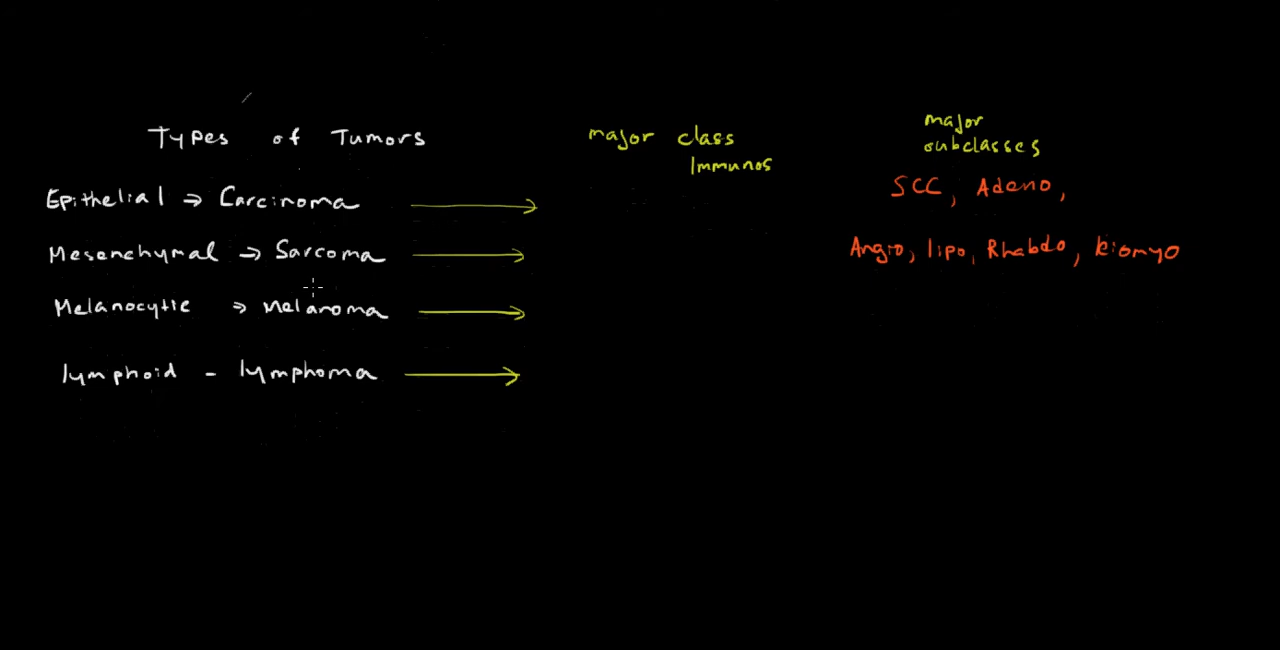 Types of Tumors
major class
Immunos
major
subclasses
Epithelial ⇒ Carcinoma →
SCC, Adeno,
Mesenchymal → Sarcoma →
Angio, lipo, Rhabdo,
Melanocytic ⇒ Melanoma →
lymphoid - lymphoma →